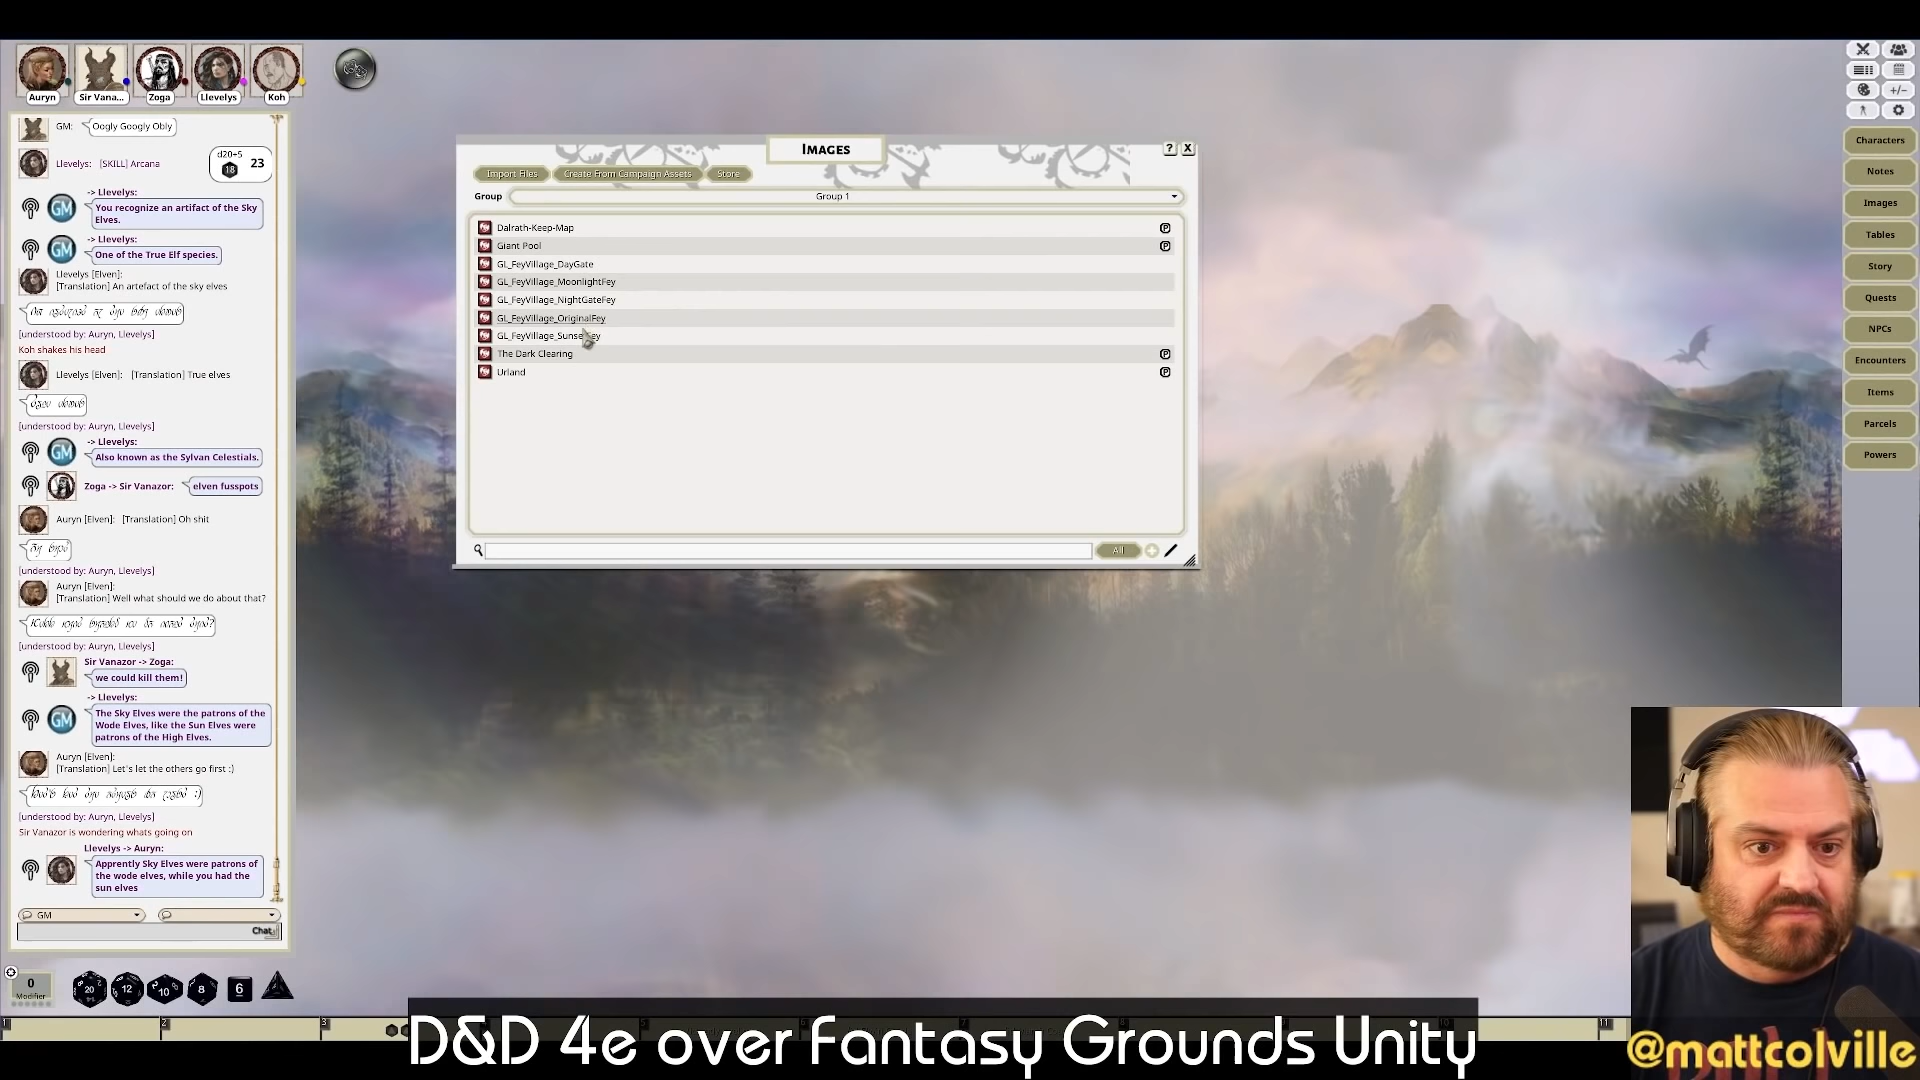 Auryn
Sir Vana...
Zoga
Llevelys
Koh
GM: Oogly Googly Obly
Llevelys: [SKILL] Arcana
d20+5
18
23
-> Llevelys:
You recognize an artifact of the Sky
Elves.
GM
-> Llevelys:
One of the True Elf species.
GM
Llevelys [Elven]:
[Translation] An artefact of the sky elves
[understood by: Auryn, Llevelys]
Koh shakes his head
Llevelys [Elven]: [Translation] True elves
[understood by: Auryn, Llevelys]
-> Llevelys:
GM
Also known as the Sylvan Celestials.
Zoga -> Sir Vanazor: elven fusspots
Auryn [Elven]: [Translation] Oh shit
[understood by: Auryn, Llevelys]
Auryn [Elven]:
[Translation] Well what should we do about that?
[understood by: Auryn, Llevelys]
Sir Vanazor -> Zoga:
we could kill them!
-> Llevelys:
The Sky Elves were the patrons of the
GM
Wode Elves, like the Sun Elves were
patrons of the High Elves.
Auryn [Elven]:
[Translation] Let's let the others go first :)
[understood by: Auryn, Llevelys]
Sir Vanazor is wondering whats going on
Llevelys -> Auryn:
Apprently Sky Elves were patrons of
the wode elves, while you had the
sun elves
GM
Chat
0
Modifier
20
12
10
8
6
1
2
3
11
Images
?
X
Import Files
Create From Campaign Assets
Store
Group
Group 1
Dalrath-Keep-Map
P
Giant Pool
P
GL_FeyVillage_DayGate
GL_FeyVillage_MoonlightFey
GL_FeyVillage_NightGateFey
GL_FeyVillage_OriginalFey
The Dark Clearing
P
Urland
P
All
+/-
Characters
Notes
Images
Tables
Story
Quests
NPCs
Encounters
Items
Parcels
Powers
D&D 4e over Fantasy Grounds Unity
@mattcolville